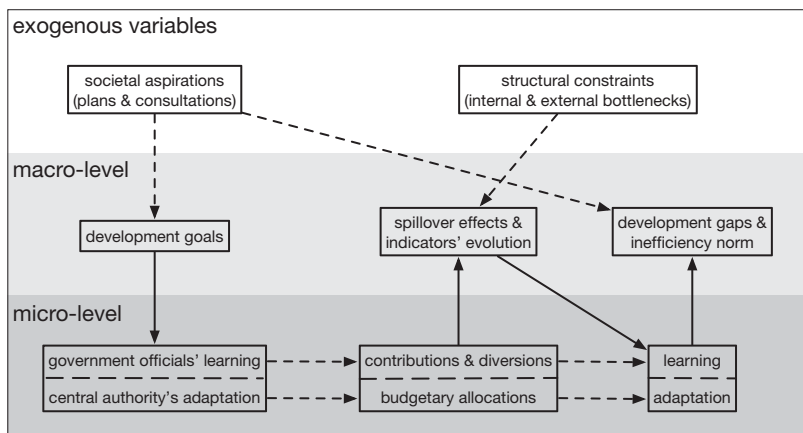 exogenous variables
societal aspirations
(plans & consultations)
structural constraints
(internal & external bottlenecks)
macro-level
development goals
spillover effects &
indicators' evolution
development gaps &
inefficiency norm
micro-level
government officials' learning
central authority's adaptation
contributions & diversions
budgetary allocations
learning
adaptation